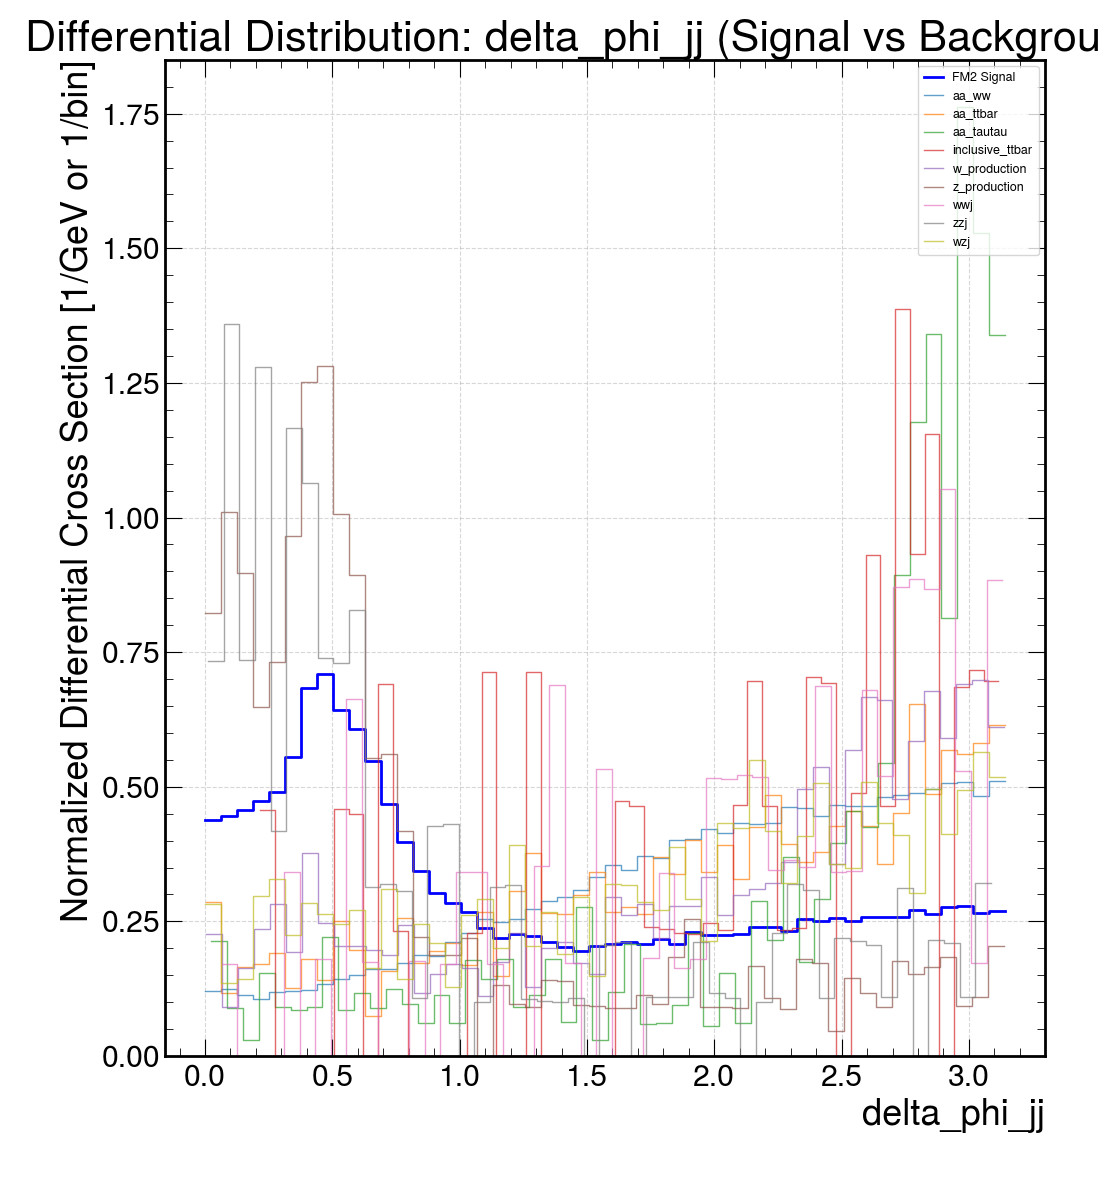 Differential Distribution: delta_phi_jj (Signal vs Backgrou
Normalized Differential Cross Section [1/GeV or 1/bin]
1.75
1.50
1.25
1.00
0.75
0.50
0.25
0.00
FM2 Signal
aa_ww
aa_ttbar
aa_tautau
inclusive_ttbar
w_production
z_production
wwj
zzj
wzj
0.0 0.5 1.0 1.5 2.0 2.5 3.0
delta_phi_jj